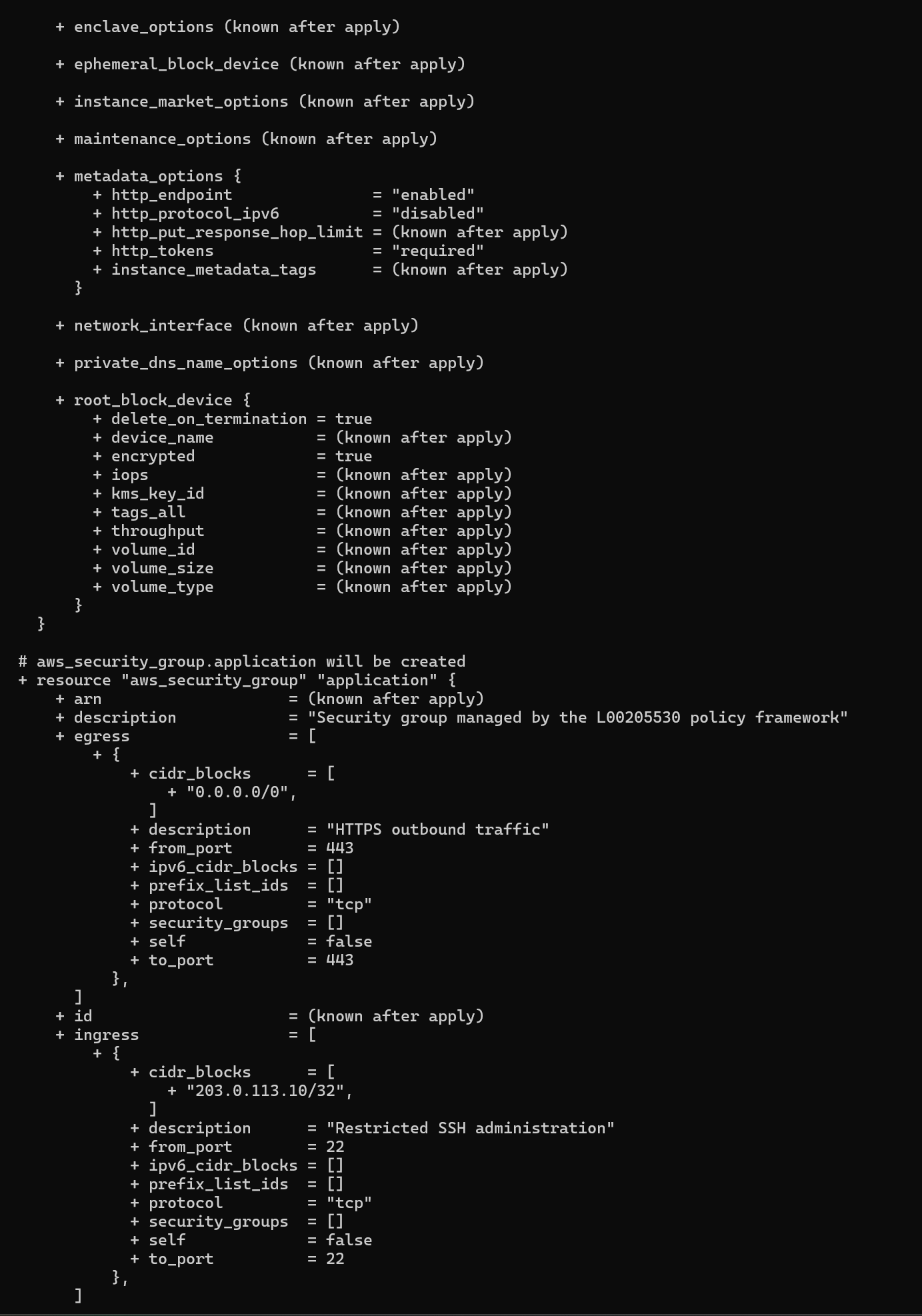 + enclave_options (known after apply)
+ ephemeral_block_device (known after apply)
+ instance_market_options (known after apply)
+ maintenance_options (known after apply)
+ metadata_options {
+ http_endpoint = "enabled"
+ http_protocol_ipv6 = "disabled"
+ http_put_response_hop_limit = (known after apply)
+ http_tokens = "required"
+ instance_metadata_tags = (known after apply)
}
+ network_interface (known after apply)
+ private_dns_name_options (known after apply)
+ root_block_device {
+ delete_on_termination = true
+ device_name = (known after apply)
+ encrypted = true
+ iops = (known after apply)
+ kms_key_id = (known after apply)
+ tags_all = (known after apply)
+ throughput = (known after apply)
+ volume_id = (known after apply)
+ volume_size = (known after apply)
+ volume_type = (known after apply)
}
}
# aws_security_group.application will be created
+ resource "aws_security_group" "application" {
+ arn = (known after apply)
+ description = "Security group managed by the L00205530 policy framework"
+ egress = [
+ {
+ cidr_blocks = [
+ "0.0.0.0/0",
]
+ description = "HTTPS outbound traffic"
+ from_port = 443
+ ipv6_cidr_blocks = []
+ prefix_list_ids = []
+ protocol = "tcp"
+ security_groups = []
+ self = false
+ to_port = 443
},
]
+ id = (known after apply)
+ ingress = [
+ {
+ cidr_blocks = [
+ "203.0.113.10/32",
]
+ description = "Restricted SSH administration"
+ from_port = 22
+ ipv6_cidr_blocks = []
+ prefix_list_ids = []
+ protocol = "tcp"
+ security_groups = []
+ self = false
+ to_port = 22
},
]